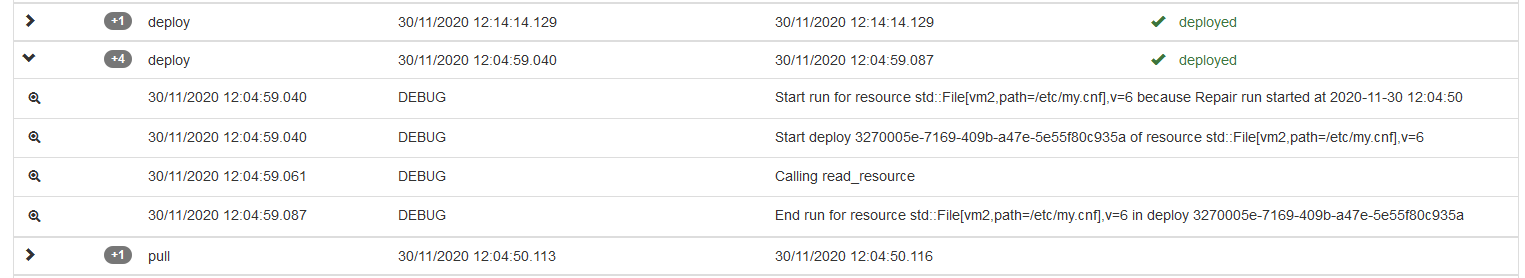 +1 deploy 30/11/2020 12:14:14.129 30/11/2020 12:14:14.129 deployed
+4 deploy 30/11/2020 12:04:59.040 30/11/2020 12:04:59.087 deployed
30/11/2020 12:04:59.040 DEBUG Start run for resource std::File[vm2,path=/etc/my.cnf],v=6 because Repair run started at 2020-11-30 12:04:50
30/11/2020 12:04:59.040 DEBUG Start deploy 3270005e-7169-409b-a47e-5e55f80c935a of resource std::File[vm2,path=/etc/my.cnf],v=6
30/11/2020 12:04:59.061 DEBUG Calling read_resource
30/11/2020 12:04:59.087 DEBUG End run for resource std::File[vm2,path=/etc/my.cnf],v=6 in deploy 3270005e-7169-409b-a47e-5e55f80c935a
+1 pull 30/11/2020 12:04:50.113 30/11/2020 12:04:50.116